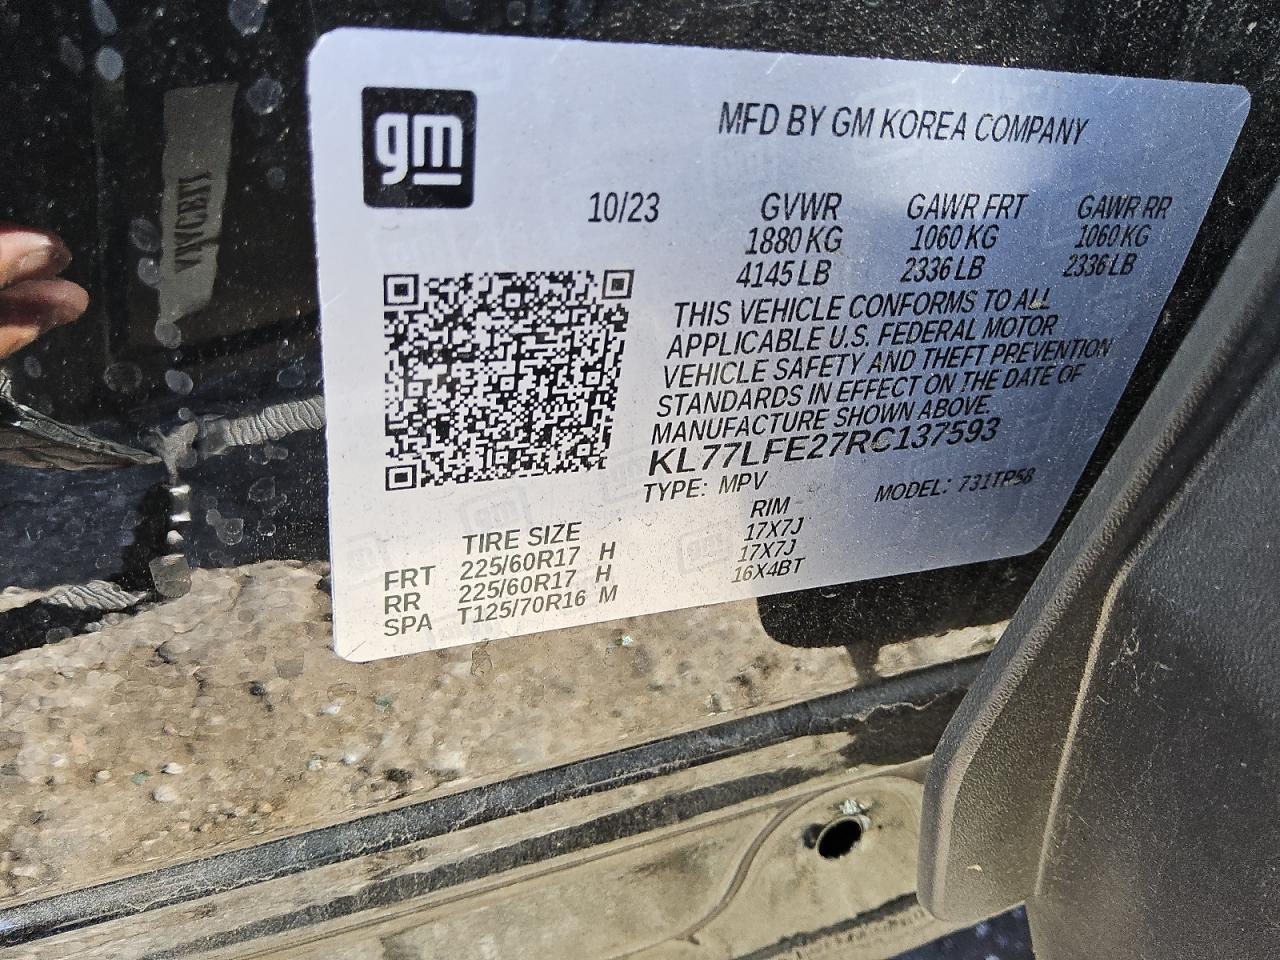 gm
MFD BY GM KOREA COMPANY
10/23 GVWR GAWR FRT GAWR RR
1880 KG 1060 KG 1060 KG
4145 LB 2336 LB 2336 LB
THIS VEHICLE CONFORMS TO ALL
APPLICABLE U.S. FEDERAL MOTOR
VEHICLE SAFETY AND THEFT PREVENTION
STANDARDS IN EFFECT ON THE DATE OF
MANUFACTURE SHOWN ABOVE.
KL77LFE27RC137593
TYPE: MPV MODEL: 731TR58
TIRE SIZE RIM
FRT 225/60R17 H 17X7J
RR 225/60R17 H 17X7J
SPA T125/70R16 M 16X4BT